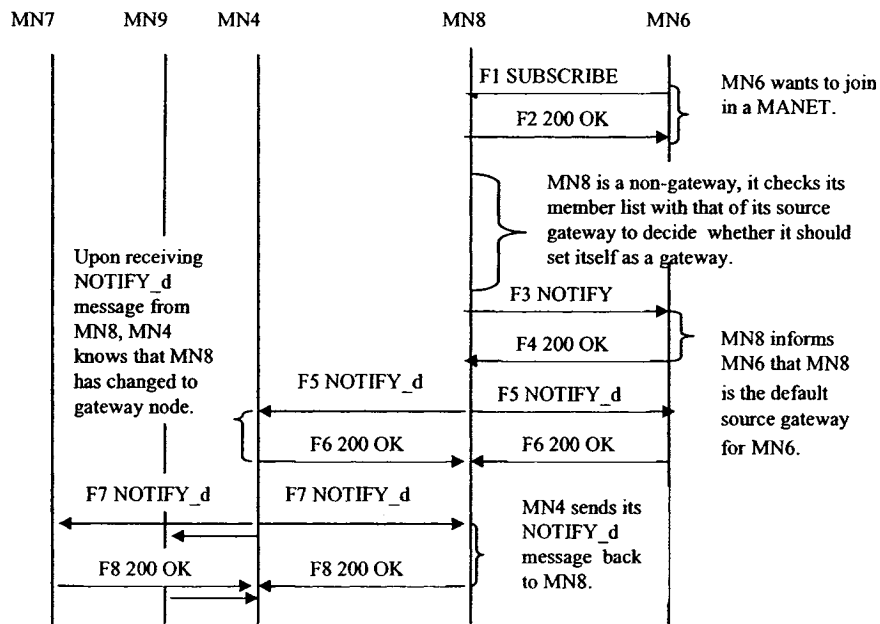 MN7 MN9 MN4 MN8 MN6
F1 SUBSCRIBE
MN6 wants to join
in a MANET.
F2 200 OK
MN8 is a non-gateway, it checks its
member list with that of its source
gateway to decide whether it should
set itself as a gateway.
Upon receiving
NOTIFY_d
message from
MN8, MN4
knows that MN8
has changed to
gateway node.
F3 NOTIFY
F4 200 OK
MN8 informs
MN6 that MN8
is the default
source gateway
for MN6.
F5 NOTIFY_d F5 NOTIFY_d
F6 200 OK F6 200 OK
F7 NOTIFY_d F7 NOTIFY_d
MN4 sends its
NOTIFY_d
message back
to MN8.
F8 200 OK F8 200 OK